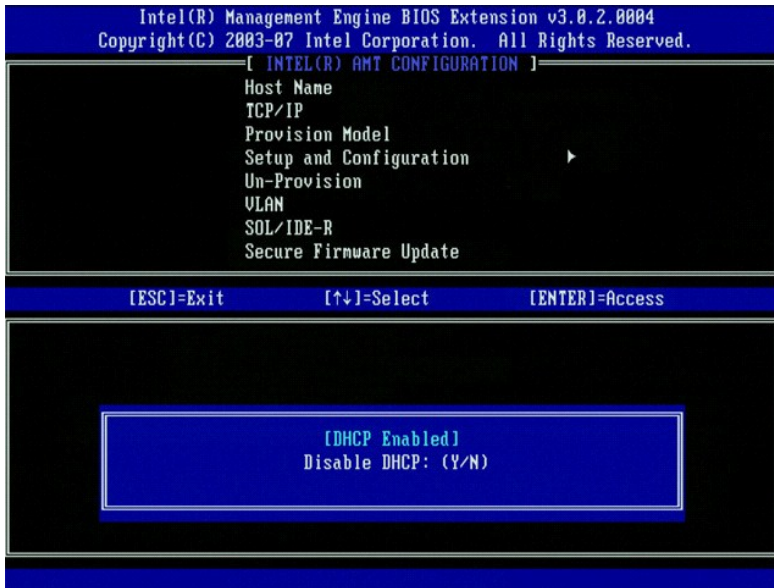 Intel(R) Management Engine BIOS Extension v3.0.2.0004
Copyright(C) 2003-07 Intel Corporation. All Rights Reserved.
[ INTEL(R) AMT CONFIGURATION ]
Host Name
TCP/IP
Provision Model
Setup and Configuration ►
Un-Provision
VLAN
SOL/IDE-R
Secure Firmware Update
[ESC]=Exit [↑↓]=Select [ENTER]=Access
[DHCP Enabled]
Disable DHCP: (Y/N)